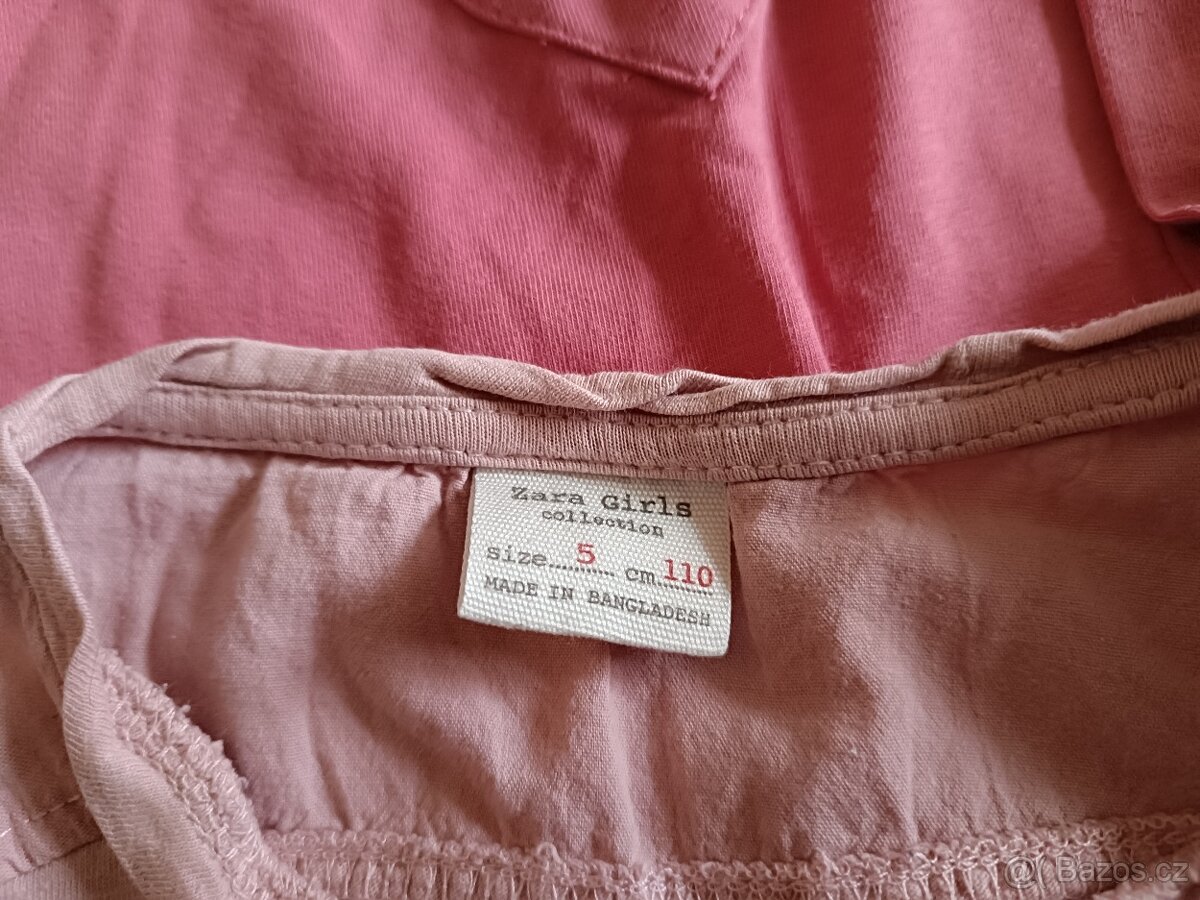 Zara Girls
collection
size......5.... cm.110
MADE IN BANGLADESH
@ Bazos.cz